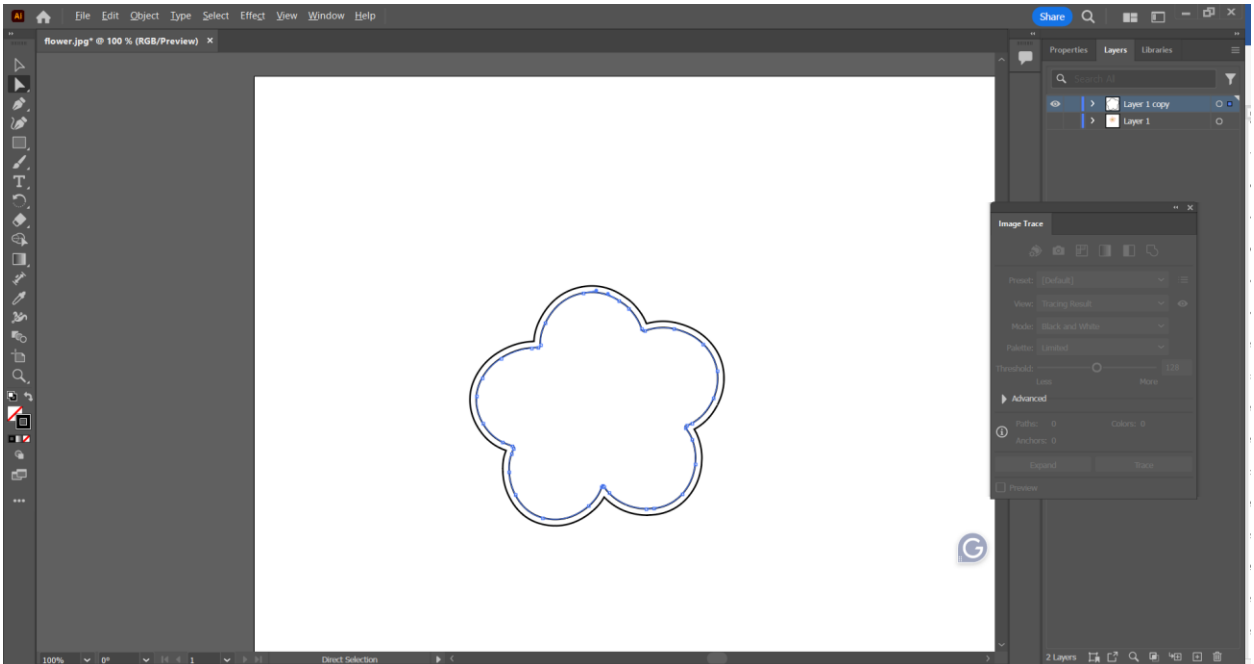 Ai File Edit Object Type Select Effect View Window Help Share
flower.jpg* @ 100 % (RGB/Preview) ×
Properties Layers Libraries
Search All
Layer 1 copy
Layer 1
Image Trace
Preset: [Default]
View: Tracing Result
Mode: Black and White
Palette: Limited
Threshold: 128
Less More
Advanced
Paths: 0 Colors: 0
Anchors: 0
Expand Trace
Preview
100% 0° 1 Direct Selection
2 Layers